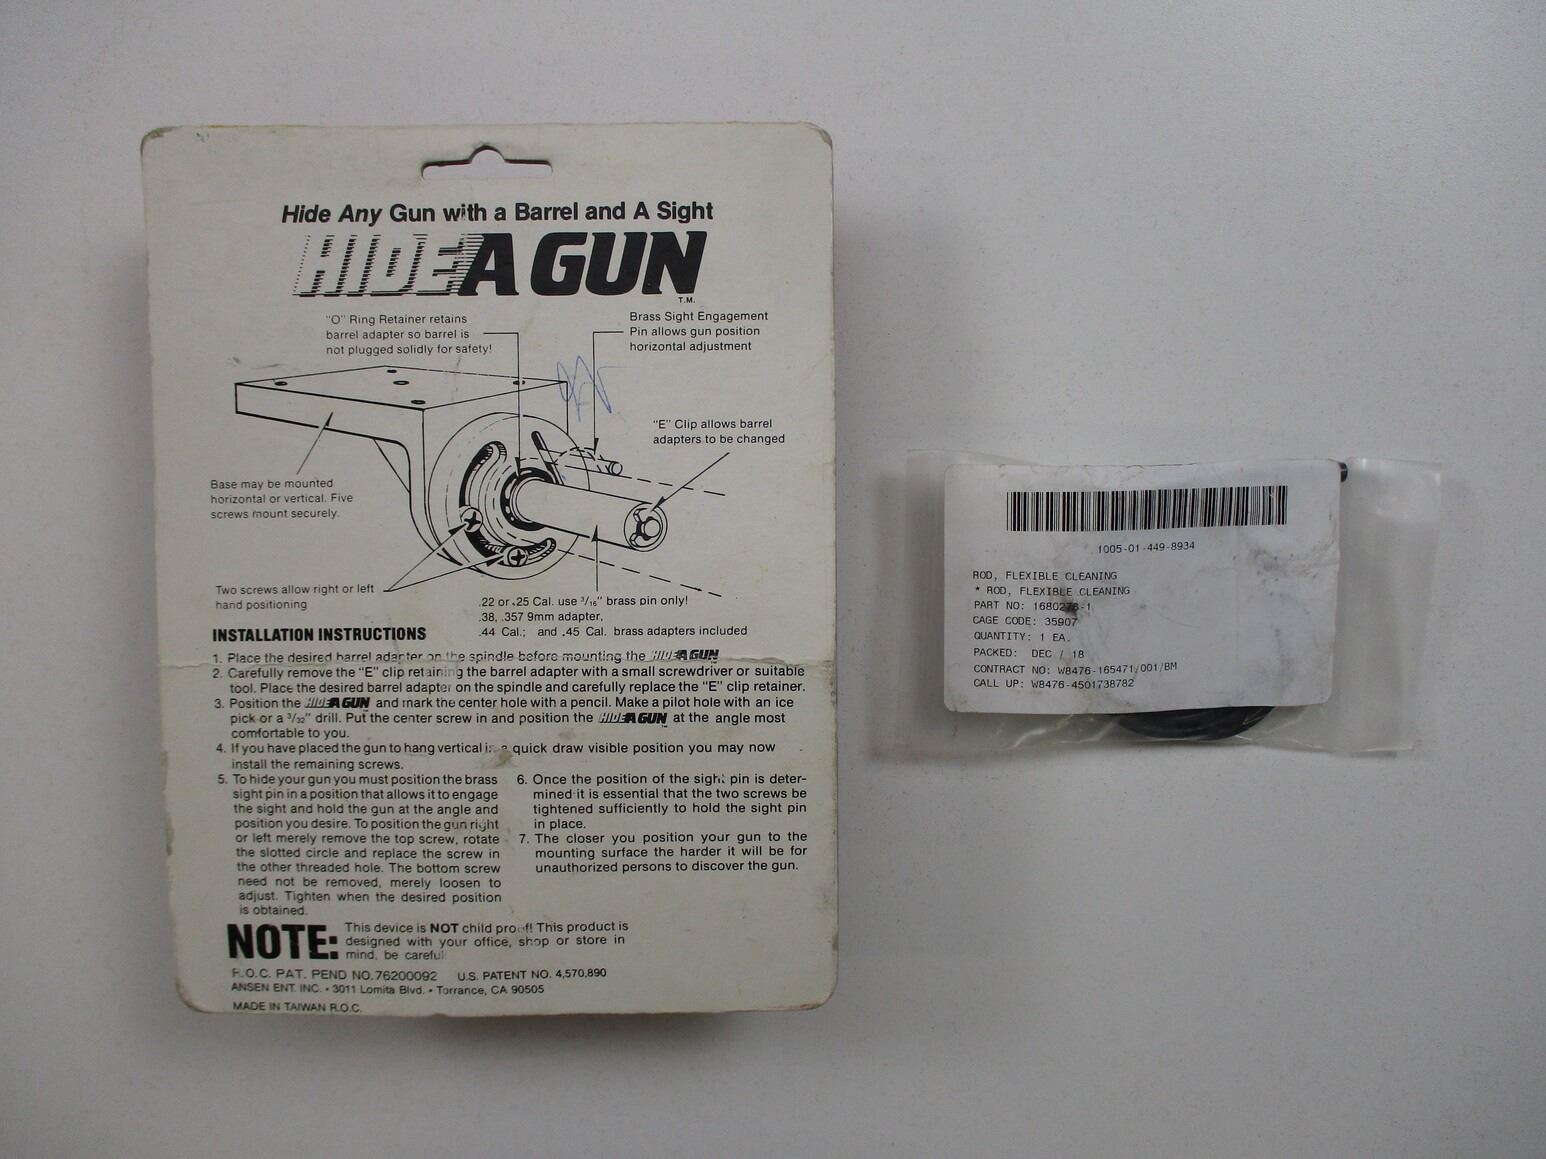 Hide Any Gun with a Barrel and A Sight
HIDE A GUN
T.M.
"O" Ring Retainer retains
barrel adapter so barrel is
not plugged solidly for safety!
Brass Sight Engagement
Pin allows gun position
horizontal adjustment
"E" Clip allows barrel
adapters to be changed
Base may be mounted
horizontal or vertical. Five
screws mount securely.
Two screws allow right or left
hand positioning
.22 or .25 Cal. use 3/16" brass pin only!
.38, .357 9mm adapter,
.44 Cal.; and .45 Cal. brass adapters included
INSTALLATION INSTRUCTIONS
1. Place the desired barrel adapter on the spindle before mounting the HIDE A GUN
2. Carefully remove the "E" clip retaining the barrel adapter with a small screwdriver or suitable
tool. Place the desired barrel adapter on the spindle and carefully replace the "E" clip retainer.
3. Position the HIDE A GUN and mark the center hole with a pencil. Make a pilot hole with an ice
pick or a 3/32" drill. Put the center screw in and position the HIDE A GUN at the angle most
comfortable to you.
4. If you have placed the gun to hang vertical in a quick draw visible position you may now
install the remaining screws.
5. To hide your gun you must position the brass
sight pin in a position that allows it to engage
the sight and hold the gun at the angle and
position you desire. To position the gun right
or left merely remove the top screw, rotate
the slotted circle and replace the screw in
the other threaded hole. The bottom screw
need not be removed, merely loosen to
adjust. Tighten when the desired position
is obtained.
6. Once the position of the sight pin is deter-
mined it is essential that the two screws be
tightened sufficiently to hold the sight pin
in place.
7. The closer you position your gun to the
mounting surface the harder it will be for
unauthorized persons to discover the gun.
NOTE: This device is NOT child proof! This product is
designed with your office, shop or store in
mind, be careful
R.O.C. PAT. PEND NO. 76200092 U.S. PATENT NO. 4,570,890
ANSEN ENT. INC. • 3011 Lomita Blvd. • Torrance, CA 90505
MADE IN TAIWAN R.O.C.
1005-01-449-8934
ROD, FLEXIBLE CLEANING
* ROD, FLEXIBLE CLEANING
PART NO: 1680276-1
CAGE CODE: 35907
QUANTITY: 1 EA.
PACKED: DEC / 18
CONTRACT NO: W8476-165471/001/BM
CALL UP: W8476-4501738782